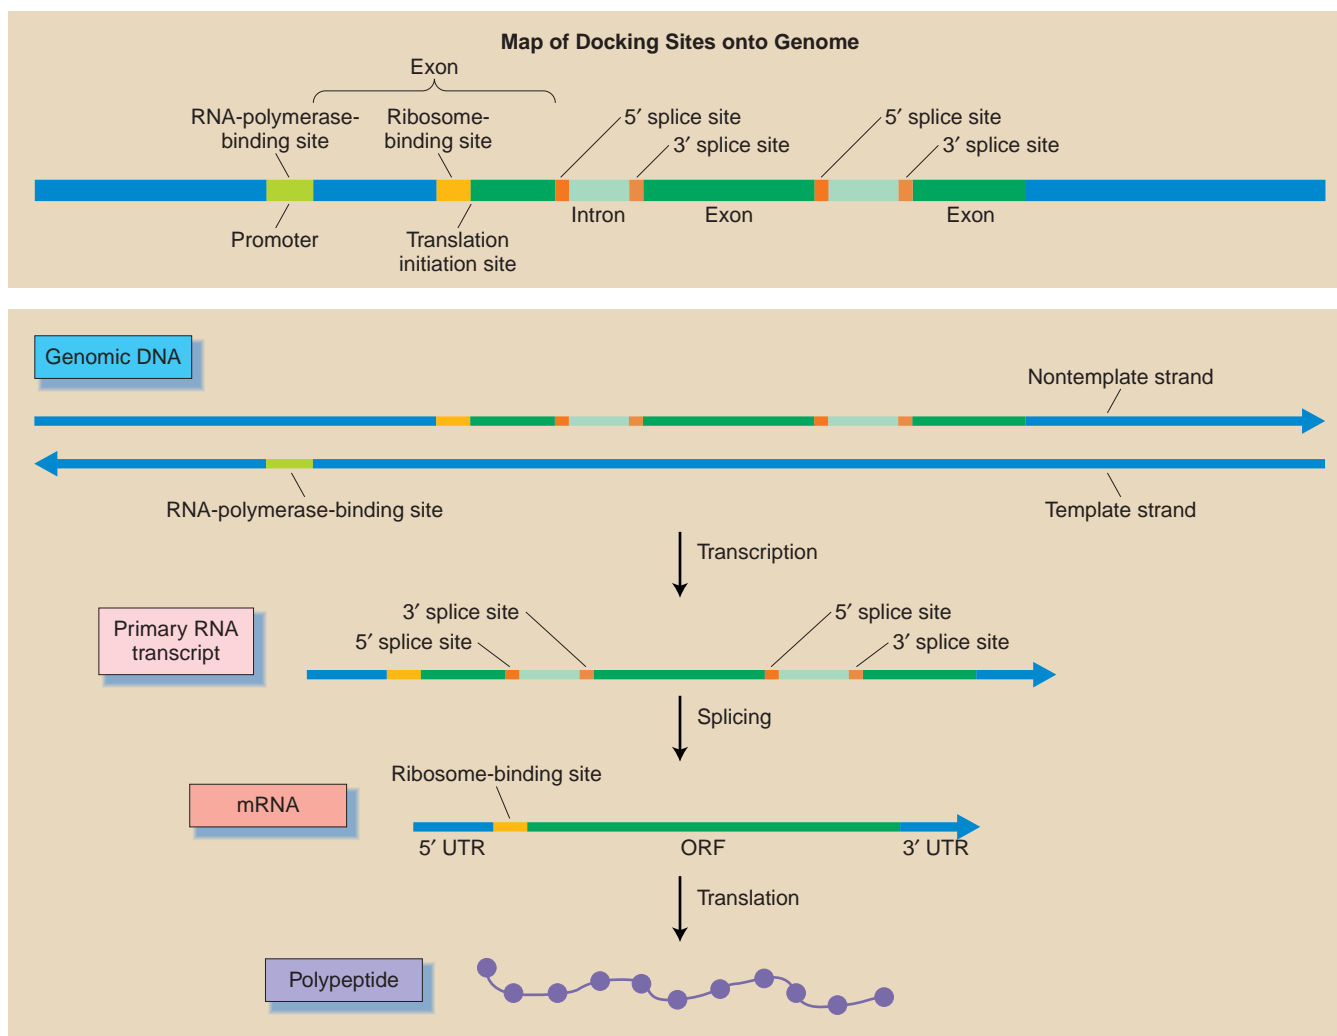 Map of Docking Sites onto Genome
Exon
RNA-polymerase-
binding site
Ribosome-
binding site
5′ splice site
3′ splice site
5′ splice site
3′ splice site
Intron
Exon
Exon
Promoter
Translation
initiation site
Genomic DNA
Nontemplate strand
RNA-polymerase-binding site
Template strand
Transcription
Primary RNA
transcript
3′ splice site
5′ splice site
5′ splice site
3′ splice site
Splicing
mRNA
Ribosome-binding site
5′ UTR
ORF
3′ UTR
Translation
Polypeptide